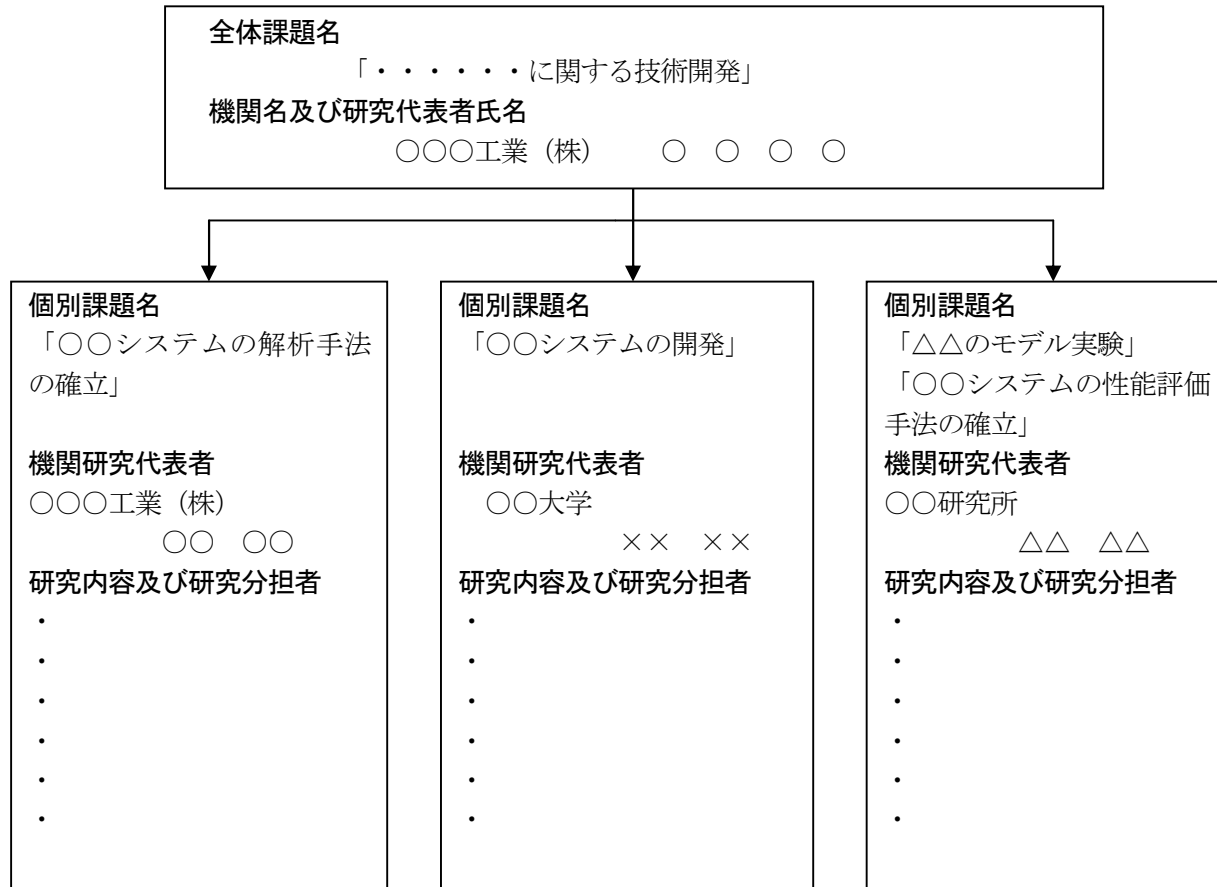 全体課題名
「・・・・・・に関する技術開発」
機関名及び研究代表者氏名
○○○工業（株）　　○　○　○　○
個別課題名
「○○システムの解析手法
の確立」
機関研究代表者
○○○工業（株）
○○　○○
研究内容及び研究分担者
・
・
・
・
・
・
個別課題名
「○○システムの開発」
機関研究代表者
○○大学
××　××
研究内容及び研究分担者
・
・
・
・
・
・
個別課題名
「△△のモデル実験」
「○○システムの性能評価
手法の確立」
機関研究代表者
○○研究所
△△　△△
研究内容及び研究分担者
・
・
・
・
・
・